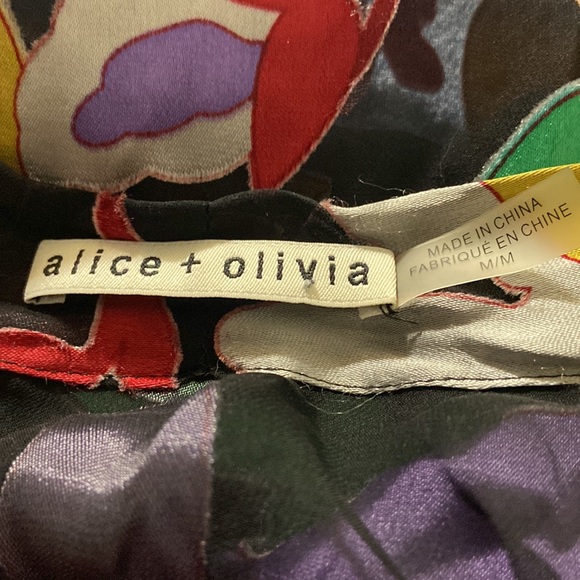 alice + olivia
MADE IN CHINA
FABRIQUÉ EN CHINE
M/M